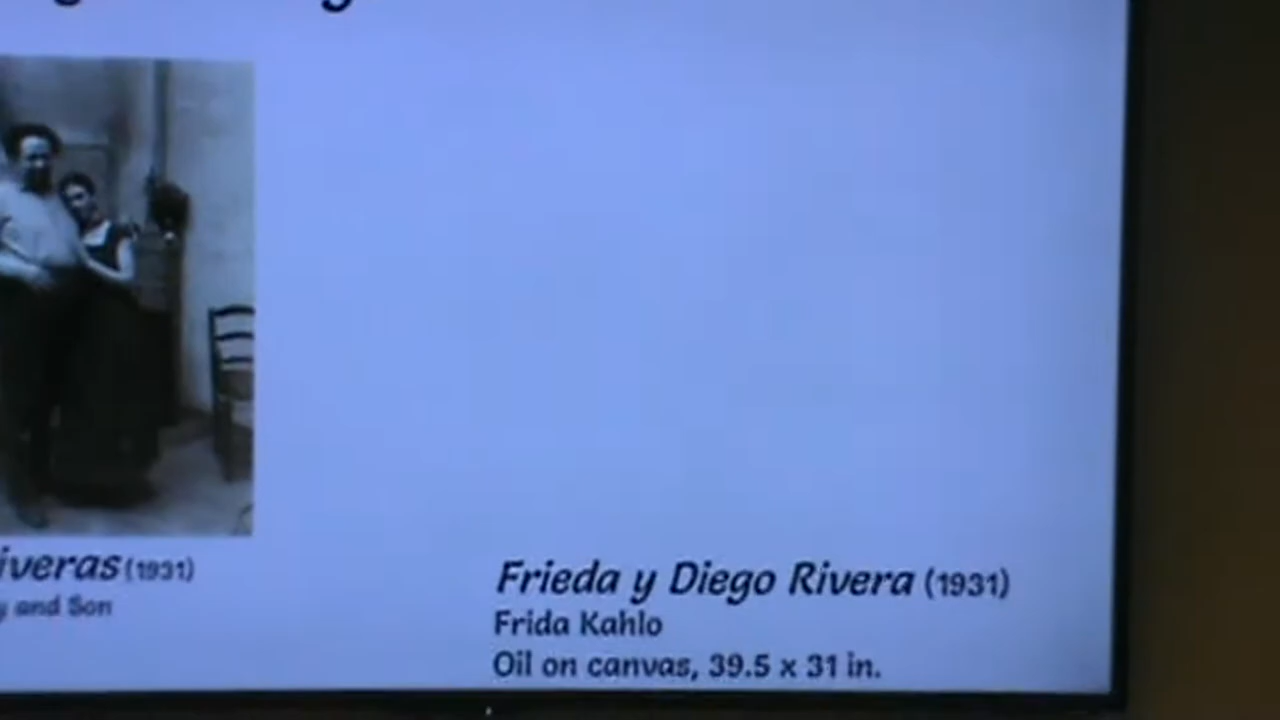 iveras (1931)
y and Son
Frieda y Diego Rivera (1931)
Frida Kahlo
Oil on canvas, 39.5 x 31 in.